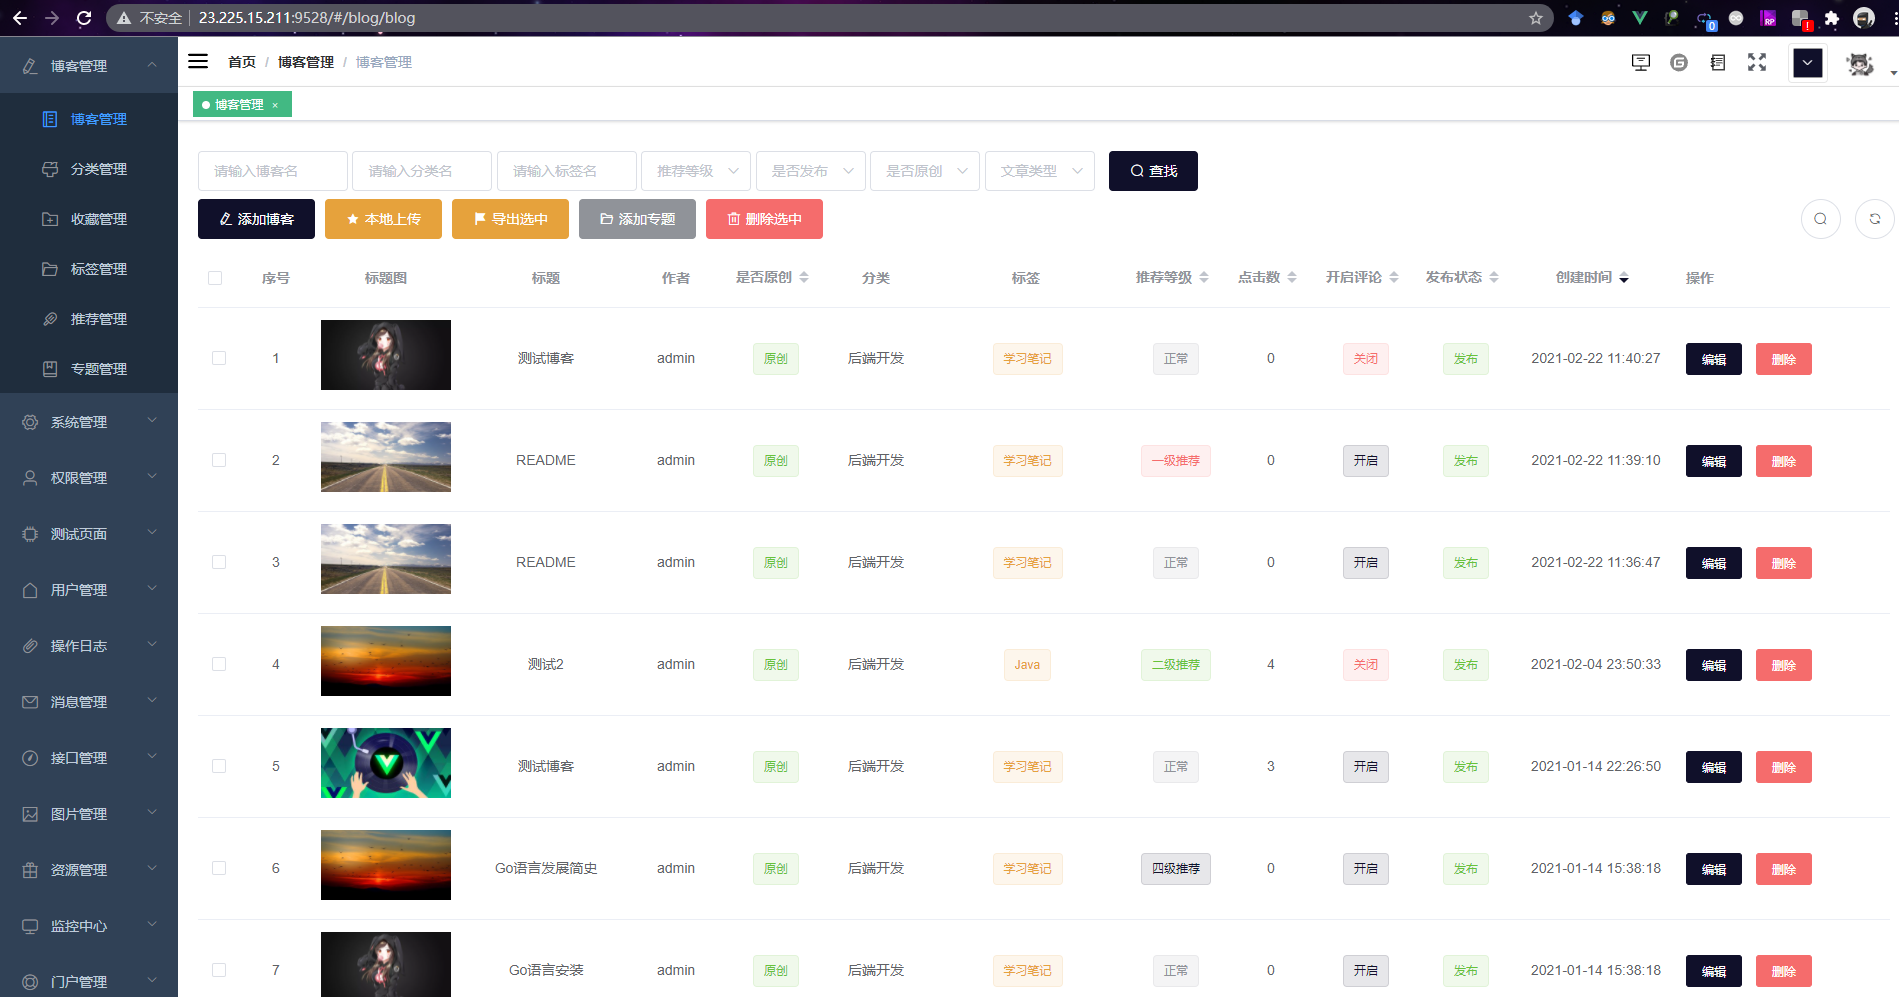 不安全 23.225.15.211:9528/#/blog/blog
RP 0 !
博客管理
博客管理
分类管理
收藏管理
标签管理
推荐管理
专题管理
系统管理
权限管理
测试页面
用户管理
操作日志
消息管理
接口管理
图片管理
资源管理
监控中心
门户管理
首页 / 博客管理 / 博客管理
博客管理 ×
请输入博客名 请输入分类名 请输入标签名 推荐等级 是否发布 是否原创 文章类型 查找
添加博客 本地上传 导出选中 添加专题 删除选中
序号 标题图 标题 作者 是否原创 分类 标签 推荐等级 点击数 开启评论 发布状态 创建时间 操作
1 测试博客 admin 原创 后端开发 学习笔记 正常 0 关闭 发布 2021-02-22 11:40:27 编辑 删除
2 README admin 原创 后端开发 学习笔记 一级推荐 0 开启 发布 2021-02-22 11:39:10 编辑 删除
3 README admin 原创 后端开发 学习笔记 正常 0 开启 发布 2021-02-22 11:36:47 编辑 删除
4 测试2 admin 原创 后端开发 Java 二级推荐 4 关闭 发布 2021-02-04 23:50:33 编辑 删除
5 测试博客 admin 原创 后端开发 学习笔记 正常 3 开启 发布 2021-01-14 22:26:50 编辑 删除
6 Go语言发展简史 admin 原创 后端开发 学习笔记 四级推荐 0 开启 发布 2021-01-14 15:38:18 编辑 删除
7 Go语言安装 admin 原创 后端开发 学习笔记 正常 0 开启 发布 2021-01-14 15:38:18 编辑 删除